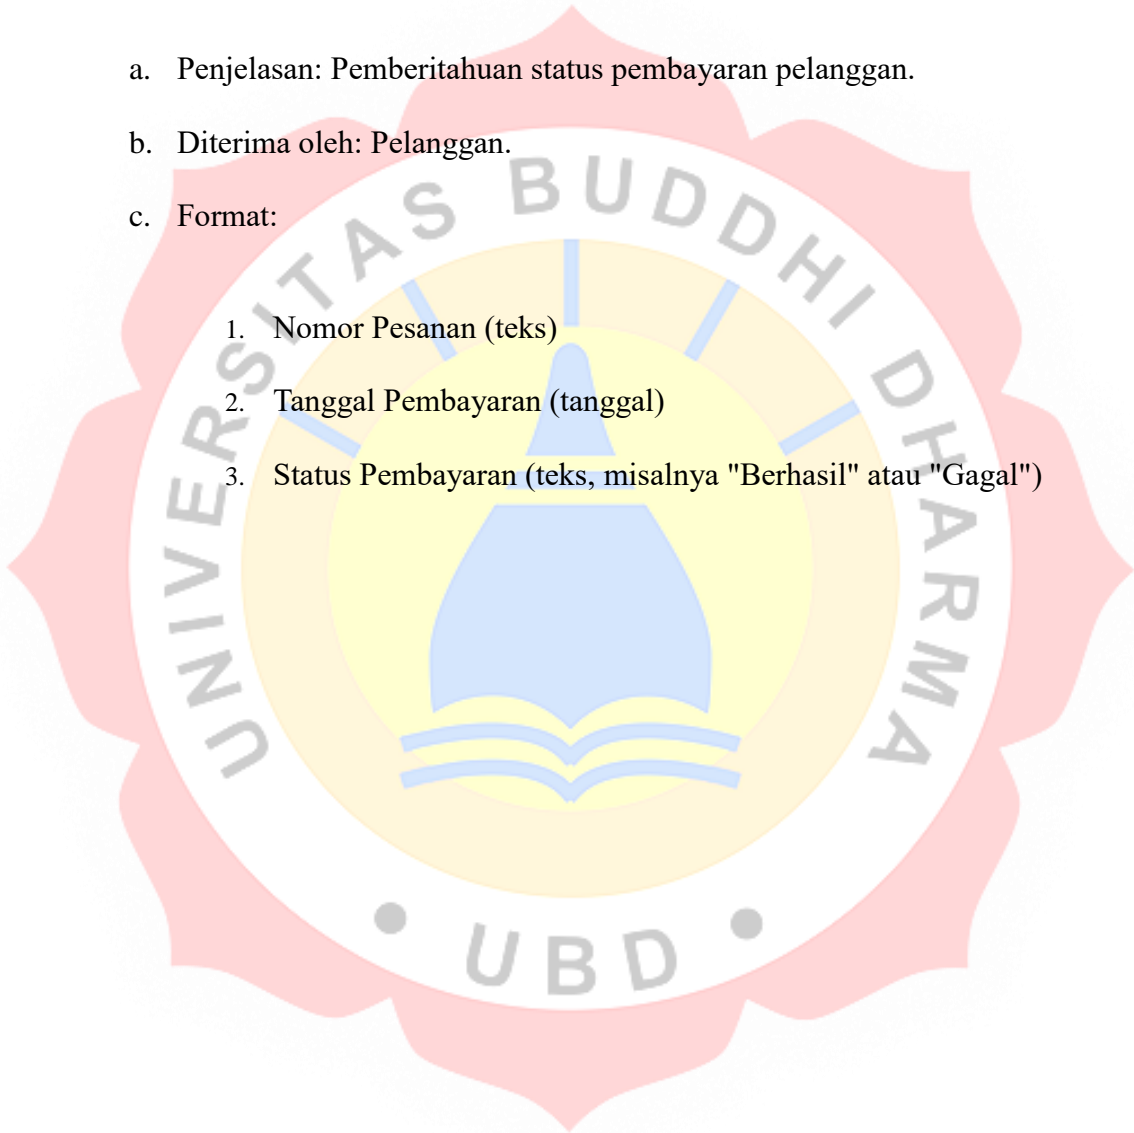 a. Penjelasan: Pemberitahuan status pembayaran pelanggan.
b. Diterima oleh: Pelanggan.
c. Format:
1. Nomor Pesanan (teks)
2. Tanggal Pembayaran (tanggal)
3. Status Pembayaran (teks, misalnya "Berhasil" atau "Gagal")
UNIVERSITAS BUDDHI DHARMA
• UBD •